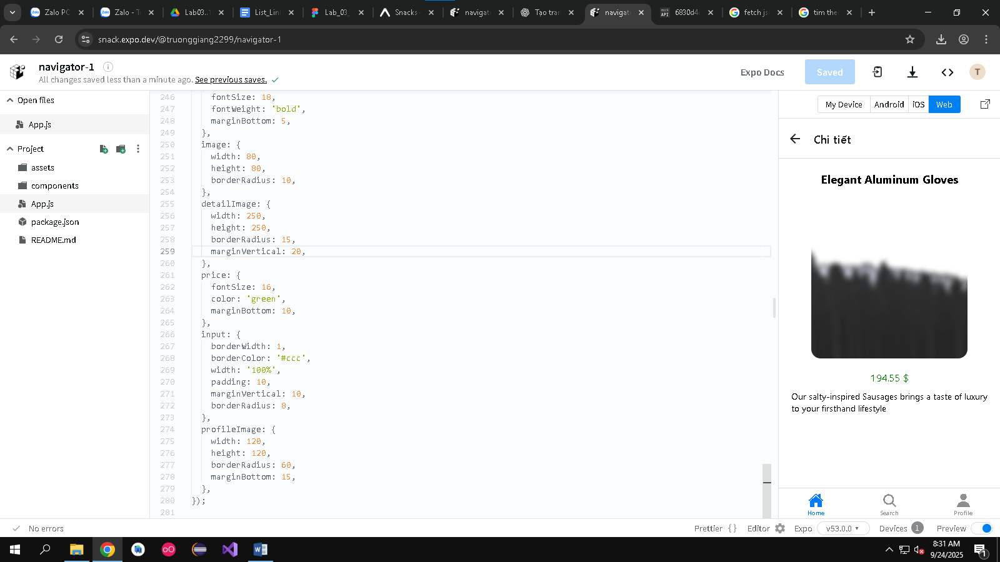 Zalo PC
Zalo - T
Lab03..
List_Lin
Lab_03_
Snacks
navigat
Tạo tra
navigat
6830d4
fetch js
tim the
snack.expo.dev/@truonggiang2299/navigator-1
navigator-1
All changes saved less than a minute ago. See previous saves.
Expo Docs
Saved
T
Open files
App.js
Project
assets
components
App.js
package.json
README.md
246 fontSize: 18,
247 fontWeight: 'bold',
248 marginBottom: 5,
249 },
250 image: {
251 width: 80,
252 height: 80,
253 borderRadius: 10,
254 },
255 detailImage: {
256 width: 250,
257 height: 250,
258 borderRadius: 15,
259 marginVertical: 20,
260 },
261 price: {
262 fontSize: 16,
263 color: 'green',
264 marginBottom: 10,
265 },
266 input: {
267 borderWidth: 1,
268 borderColor: '#ccc',
269 width: '100%',
270 padding: 10,
271 marginVertical: 10,
272 borderRadius: 8,
273 },
274 profileImage: {
275 width: 120,
276 height: 120,
277 borderRadius: 60,
278 marginBottom: 15,
279 },
280 });
281
My Device Android iOS Web
Chi tiết
Elegant Aluminum Gloves
194.55 $
Our salty-inspired Sausages brings a taste of luxury
to your firsthand lifestyle
Home Search Profile
No errors
Prettier {} Editor Expo v53.0.0 Devices 1 Preview
8:31 AM
9/24/2025
1